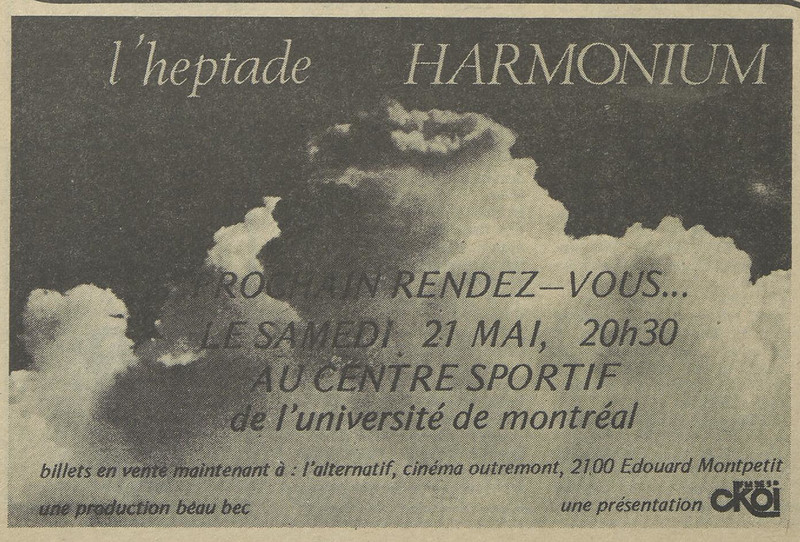 l'heptade HARMONIUM
PROCHAIN RENDEZ-VOUS...
LE SAMEDI, 21 MAI, 20h30
AU CENTRE SPORTIF
de l'université de montréal
billets en vente maintenant à : l'alternatif, cinéma outremont, 2100 Edouard Montpetit
une production beau bec
une présentation CKOI